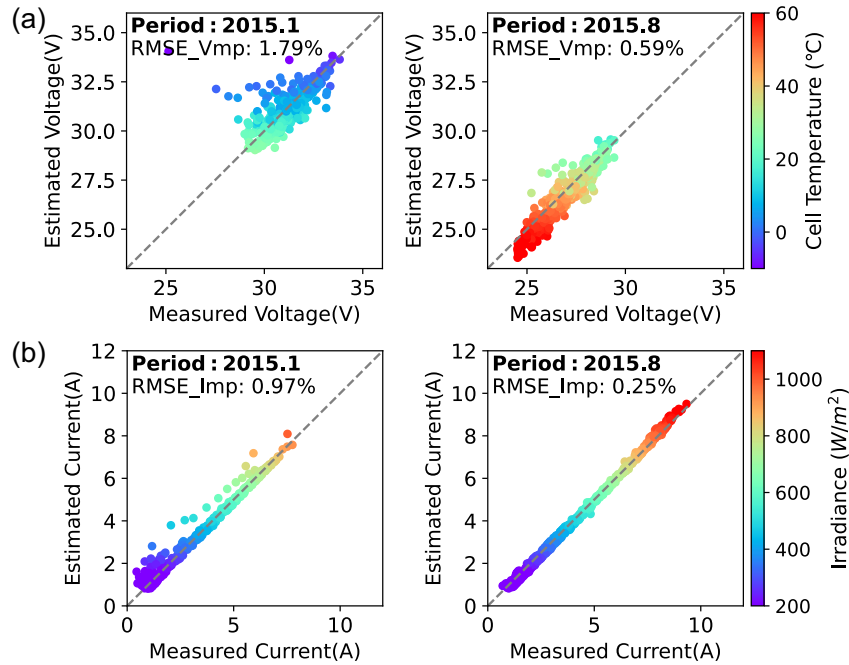 (a)
Period: 2015.1
RMSE_Vmp: 1.79%
35.0
32.5
30.0
27.5
25.0
Estimated Voltage(V)
25
30
35
Measured Voltage(V)
Period: 2015.8
RMSE_Vmp: 0.59%
35.0
32.5
30.0
27.5
25.0
Estimated Voltage(V)
25
30
35
Measured Voltage(V)
60
40
20
0
Cell Temperature (℃)
(b)
Period: 2015.1
RMSE_Imp: 0.97%
12
10
8
6
4
2
0
Estimated Current(A)
0
5
10
Measured Current(A)
Period: 2015.8
RMSE_Imp: 0.25%
12
10
8
6
4
2
0
Estimated Current(A)
0
5
10
Measured Current(A)
1000
800
600
400
200
Irradiance (W/m²)